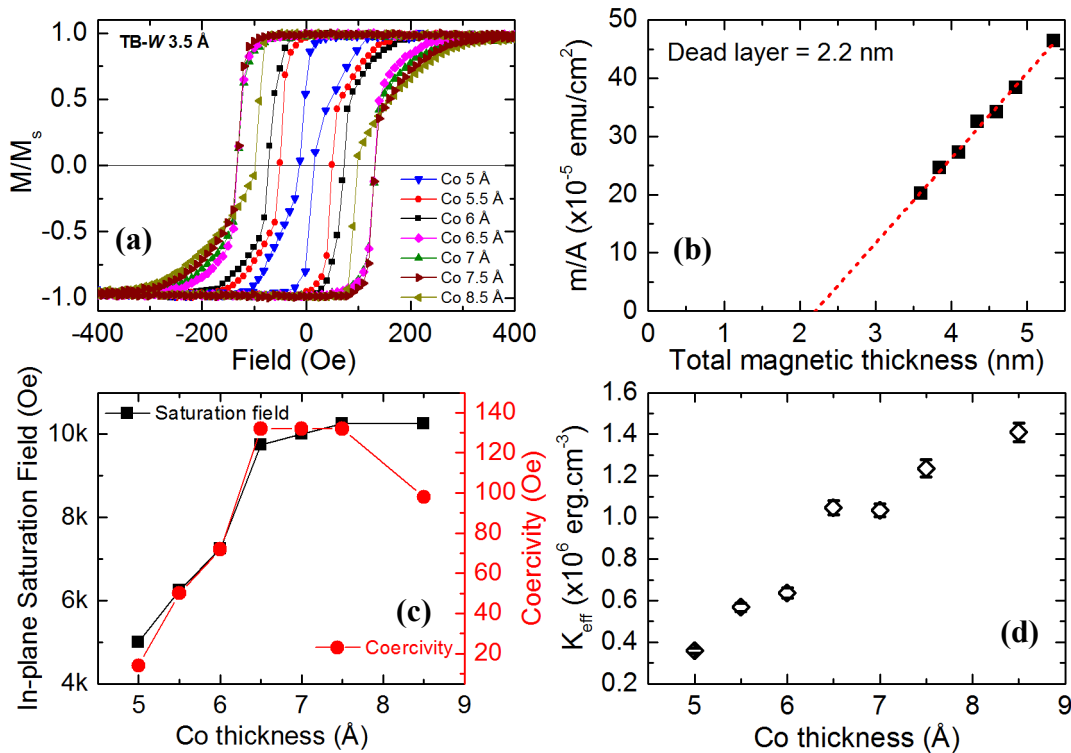 TB-W 3.5 Å
M/Ms
1.0
0.5
0.0
-0.5
-1.0
(a)
Co 5 Å
Co 5.5 Å
Co 6 Å
Co 6.5 Å
Co 7 Å
Co 7.5 Å
Co 8.5 Å
-400 -200 0 200 400
Field (Oe)
Dead layer = 2.2 nm
m/A (x10⁻⁵ emu/cm²)
50
40
30
20
10
0
(b)
0 1 2 3 4 5
Total magnetic thickness (nm)
Saturation field
In-plane Saturation Field (Oe)
10k
8k
6k
4k
(c)
Coercivity
140
120
100
80
60
40
20
Coercivity (Oe)
5 6 7 8 9
Co thickness (Å)
Keff (x10⁶ erg.cm⁻³)
1.6
1.4
1.2
1.0
0.8
0.6
0.4
0.2
(d)
4 5 6 7 8 9
Co thickness (Å)